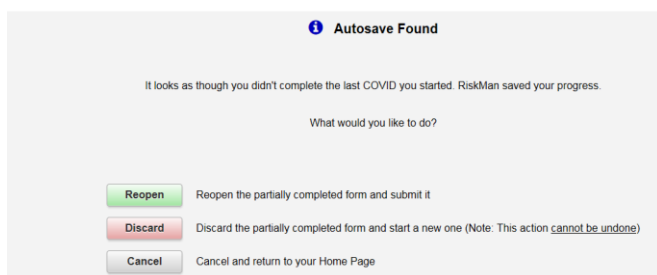 Autosave Found
It looks as though you didn't complete the last COVID you started. RiskMan saved your progress.
What would you like to do?
Reopen Reopen the partially completed form and submit it
Discard Discard the partially completed form and start a new one (Note: This action cannot be undone)
Cancel Cancel and return to your Home Page